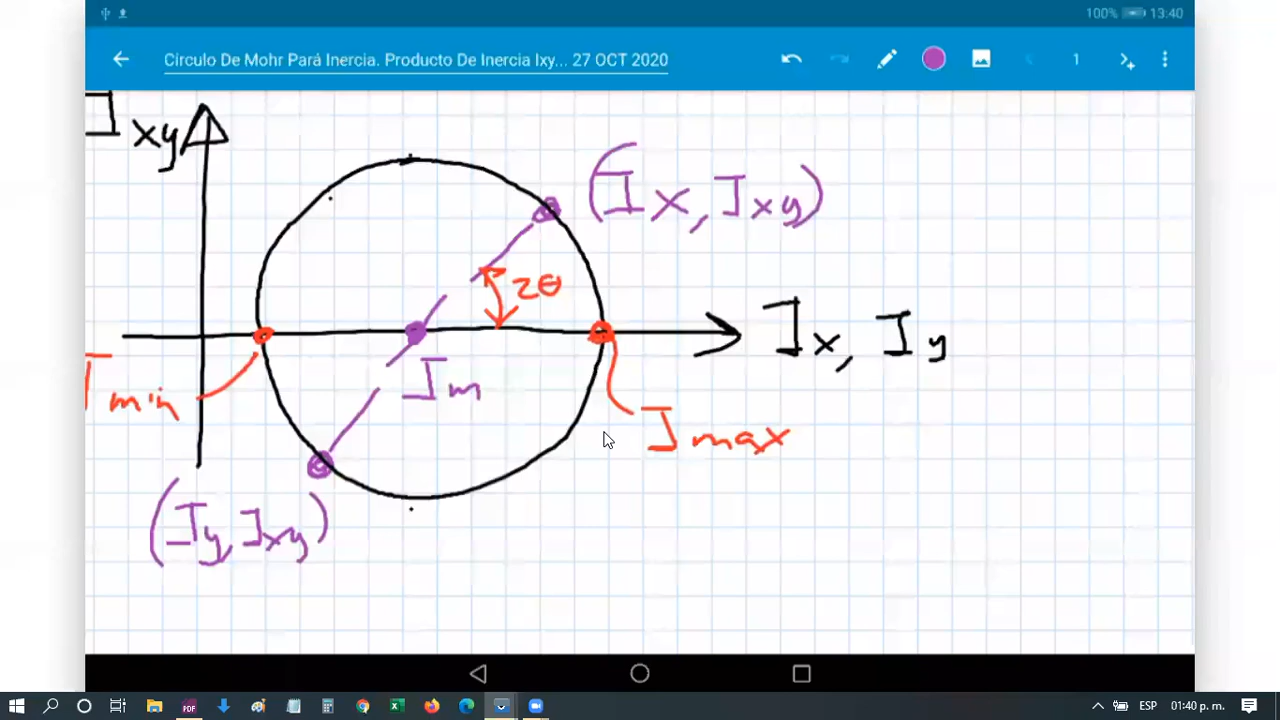 100% 13:40
Circulo De Mohr Pará Inercia. Producto De Inercia Ixy... 27 OCT 2020 1
Ixy
(Ix, Ixy)
2θ
Ix, Iy
Im
Imin
Imax
(Iy, Ixy)
ESP 01:40 p. m.